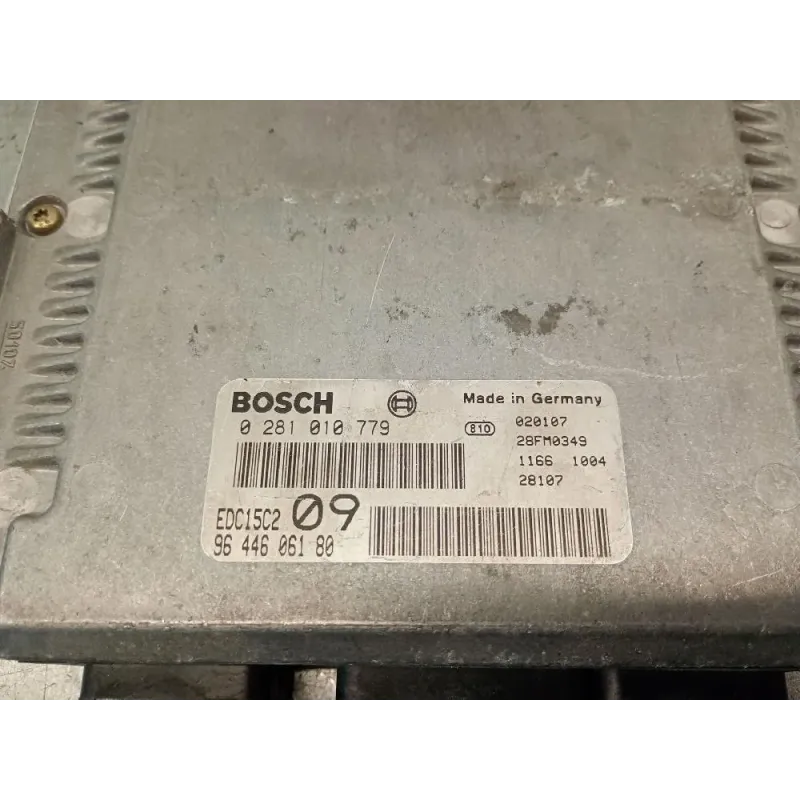 BOSCH
Made in Germany
0 281 010 779
810
020107
28FM0349
1166 1004
28107
EDC15C2 09
96 446 061 80